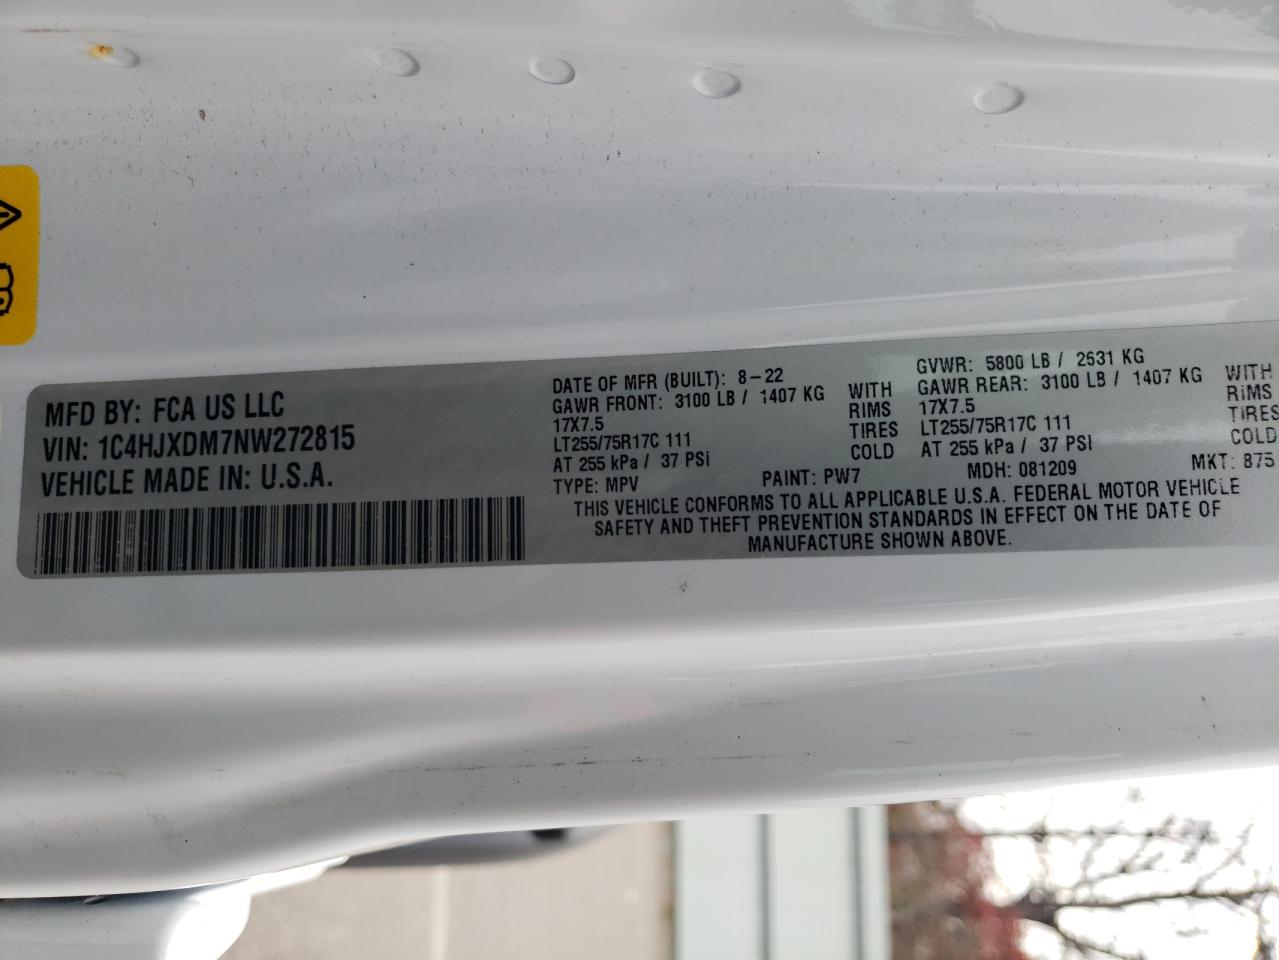 MFD BY: FCA US LLC
VIN: 1C4HJXDM7NW272815
VEHICLE MADE IN: U.S.A.
DATE OF MFR (BUILT): 8-22
GAWR FRONT: 3100 LB / 1407 KG WITH
17X7.5 RIMS
LT255/75R17C 111 TIRES
AT 255 kPa / 37 PSi COLD
GVWR: 5800 LB / 2631 KG
GAWR REAR: 3100 LB / 1407 KG WITH
17X7.5 RIMS
LT255/75R17C 111 TIRES
AT 255 kPa / 37 PSI COLD
TYPE: MPV PAINT: PW7 MDH: 081209 MKT: 875
THIS VEHICLE CONFORMS TO ALL APPLICABLE U.S.A. FEDERAL MOTOR VEHICLE
SAFETY AND THEFT PREVENTION STANDARDS IN EFFECT ON THE DATE OF
MANUFACTURE SHOWN ABOVE.